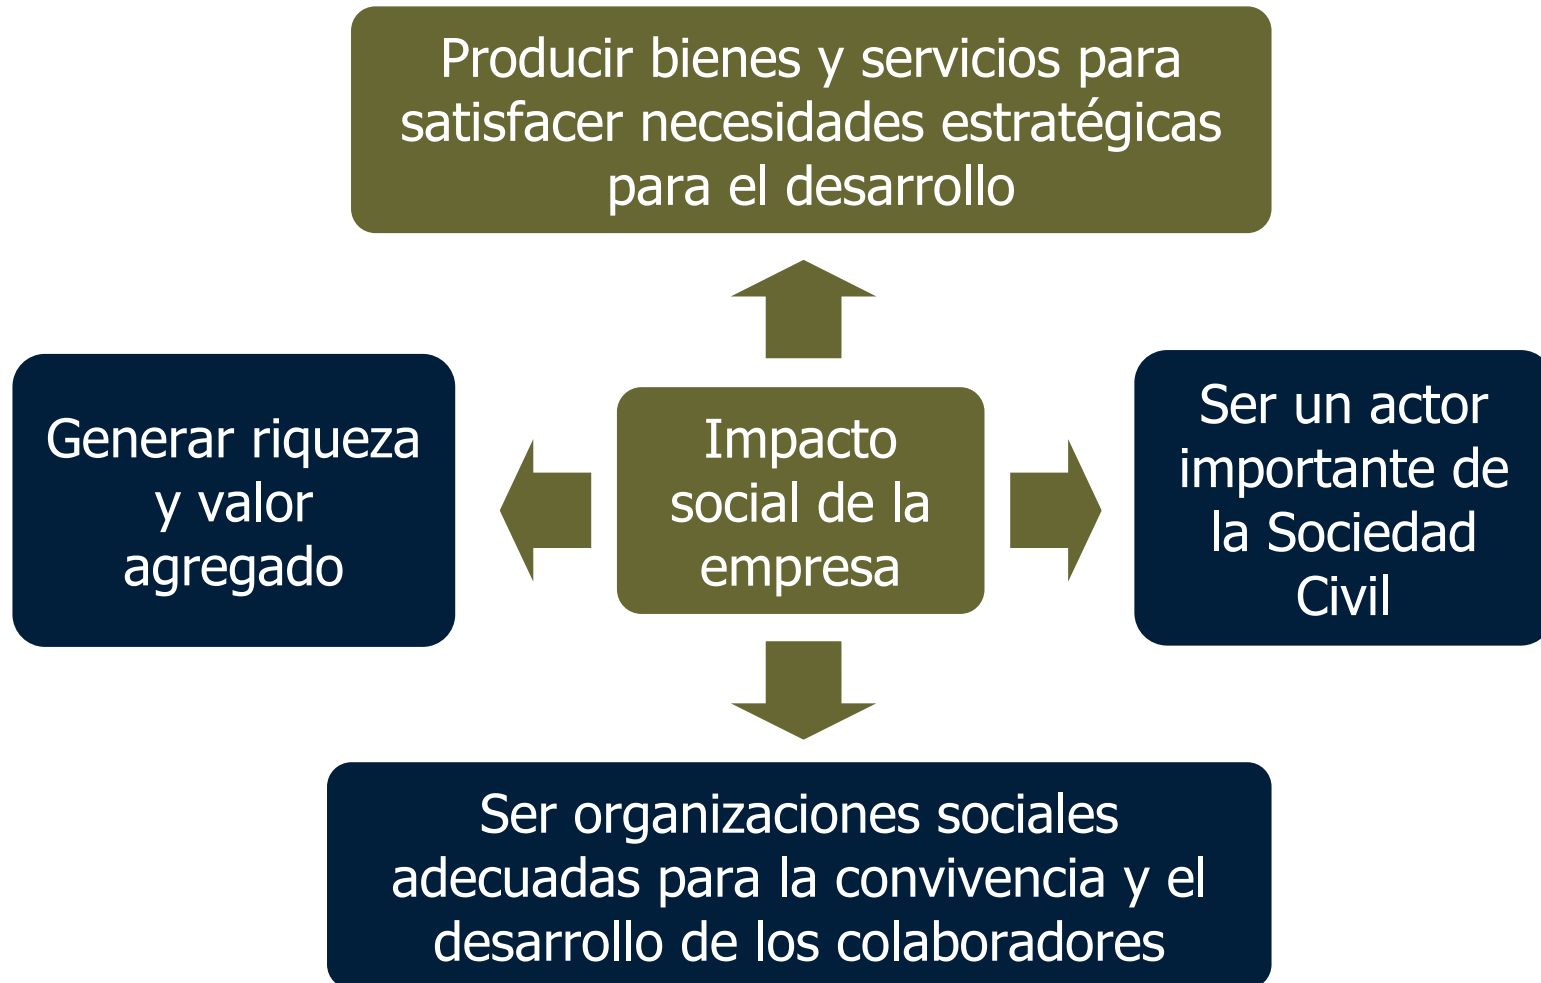 Producir bienes y servicios para
satisfacer necesidades estratégicas
para el desarrollo
Generar riqueza
y valor
agregado
Impacto
social de la
empresa
Ser un actor
importante de
la Sociedad
Civil
Ser organizaciones sociales
adecuadas para la convivencia y el
desarrollo de los colaboradores